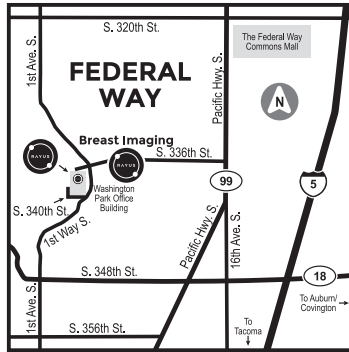 S. 320th St.
The Federal Way
Commons Mall
1st Ave. S.
FEDERAL
WAY
Pacific Hwy. S.
N
Breast Imaging
RAYUS
RAYUS
S. 336th St.
Washington
Park Office
Building
99
5
S. 340th St.
1st Way S.
Pacific Hwy. S.
16th Ave. S.
S. 348th St.
18
1st Ave. S.
To Auburn/
Covington
To
Tacoma
S. 356th St.